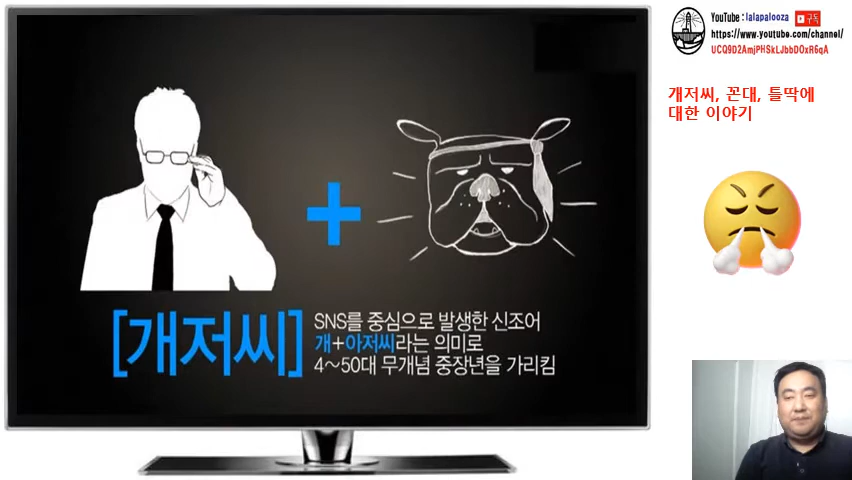 YouTube : lalapalooza 구독
https://www.youtube.com/channel/
UCQ9D2AmjPHSkLJbbDOxR6qA
개저씨, 꼰대, 틀딱에
대한 이야기
[개저씨]
SNS를 중심으로 발생한 신조어
개+아저씨라는 의미로
4~50대 무개념 중장년을 가리킴